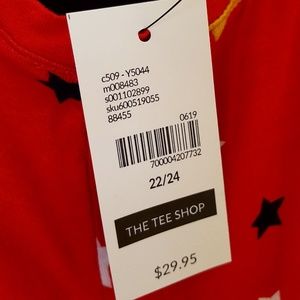 c509 - Y5044
m008483
s001102899
sku600519055
88455
0619
700004207732
22/24
THE TEE SHOP
$29.95